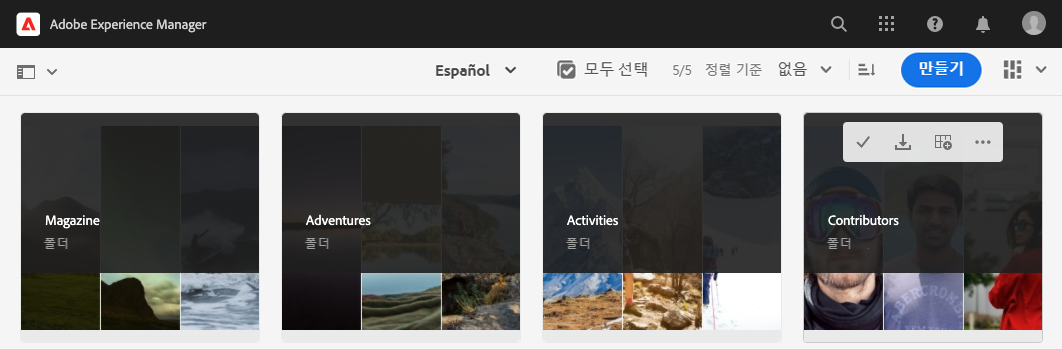 Adobe Experience Manager
Español 모두 선택 5/5 정렬 기준 없음 만들기
Magazine
폴더
Adventures
폴더
Activities
폴더
Contributors
폴더
ABERCROMB